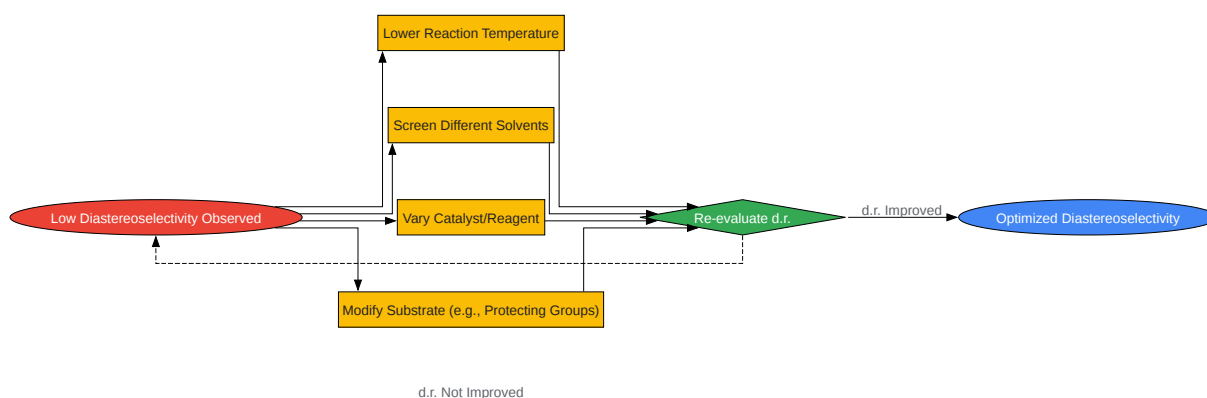 Lower Reaction Temperature
Screen Different Solvents
Low Diastereoselectivity Observed
Vary Catalyst/Reagent
Re-evaluate d.r.
d.r. Improved
Optimized Diastereoselectivity
Modify Substrate (e.g., Protecting Groups)
d.r. Not Improved